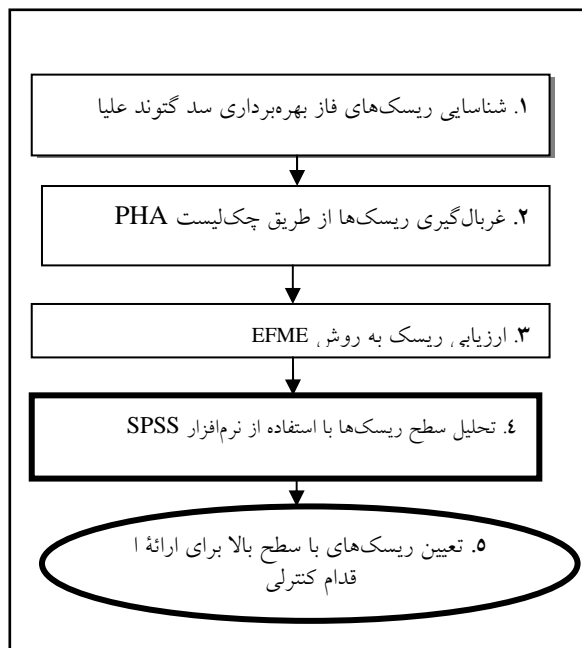 ۱. شناسایی ریسک‌های فاز بهره‌برداری سد گتوند علیا
۲. غربال‌گیری ریسک‌ها از طریق چک‌لیست PHA
۳. ارزیابی ریسک به روش EFME
٤. تحلیل سطح ریسک‌ها با استفاده از نرم‌افزار SPSS
٥. تعیین ریسک‌های با سطح بالا برای ارائهٔ ا
قدام کنترلی